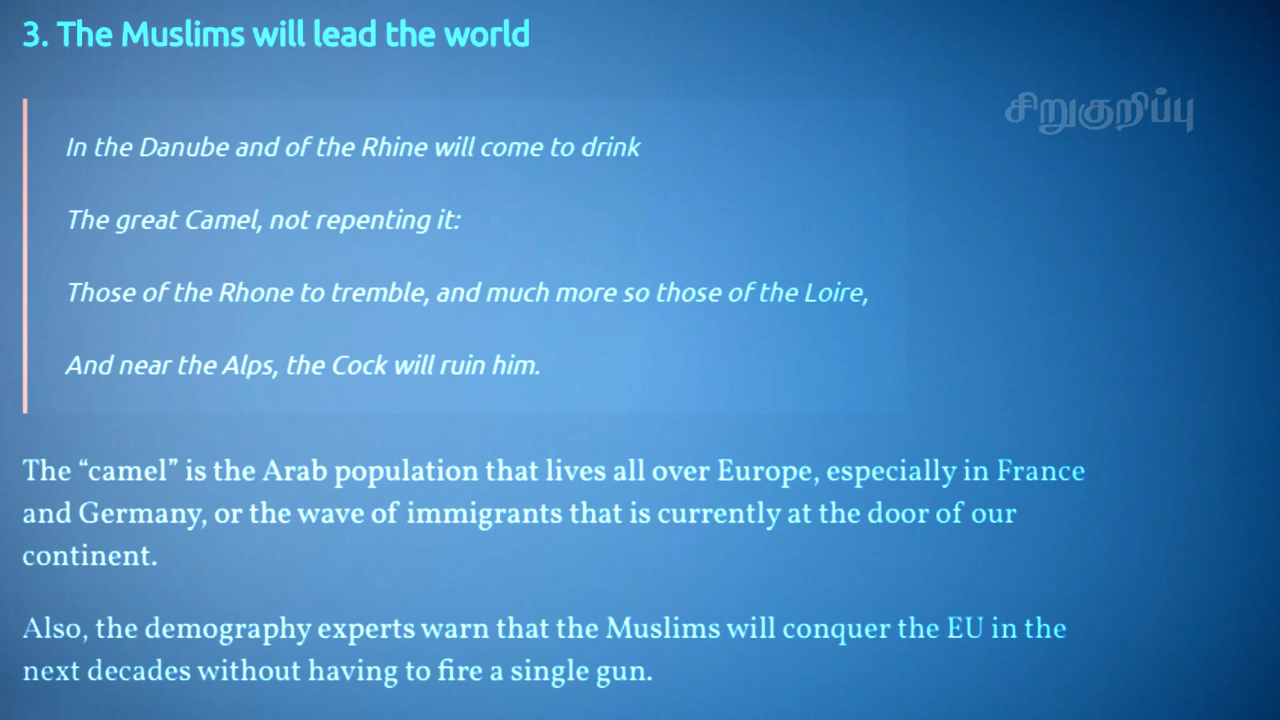 3. The Muslims will lead the world
சிறுகுறிப்பு
In the Danube and of the Rhine will come to drink
The great Camel, not repenting it:
Those of the Rhone to tremble, and much more so those of the Loire,
And near the Alps, the Cock will ruin him.
The “camel” is the Arab population that lives all over Europe, especially in France
and Germany, or the wave of immigrants that is currently at the door of our
continent.
Also, the demography experts warn that the Muslims will conquer the EU in the
next decades without having to fire a single gun.